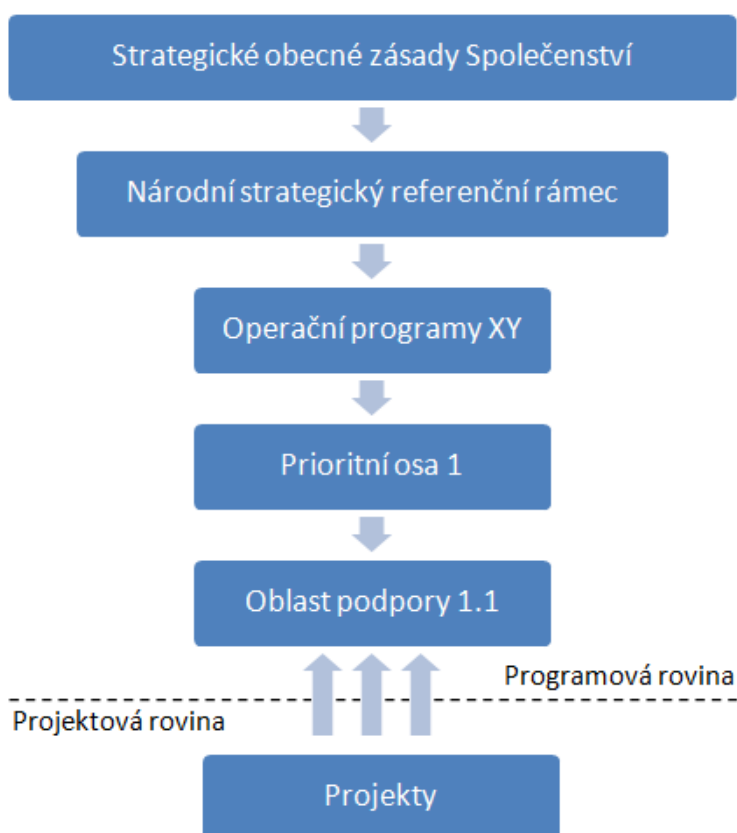 Strategické obecné zásady Společenství
Národní strategický referenční rámec
Operační programy XY
Prioritní osa 1
Oblast podpory 1.1
Programová rovina
Projektová rovina
Projekty